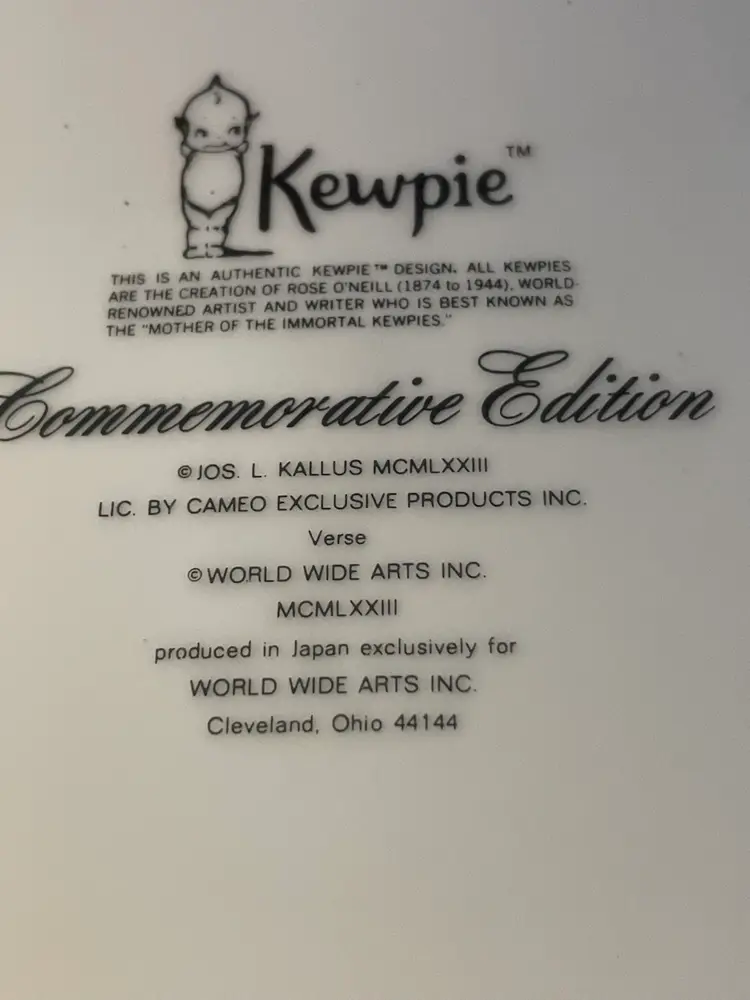 Kewpie™
THIS IS AN AUTHENTIC KEWPIE™ DESIGN. ALL KEWPIES
ARE THE CREATION OF ROSE O'NEILL (1874 to 1944), WORLD-
RENOWNED ARTIST AND WRITER WHO IS BEST KNOWN AS
THE "MOTHER OF THE IMMORTAL KEWPIES."
Commemorative Edition
© JOS. L. KALLUS MCMLXXIII
LIC. BY CAMEO EXCLUSIVE PRODUCTS INC.
Verse
© WORLD WIDE ARTS INC.
MCMLXXIII
produced in Japan exclusively for
WORLD WIDE ARTS INC.
Cleveland, Ohio 44144